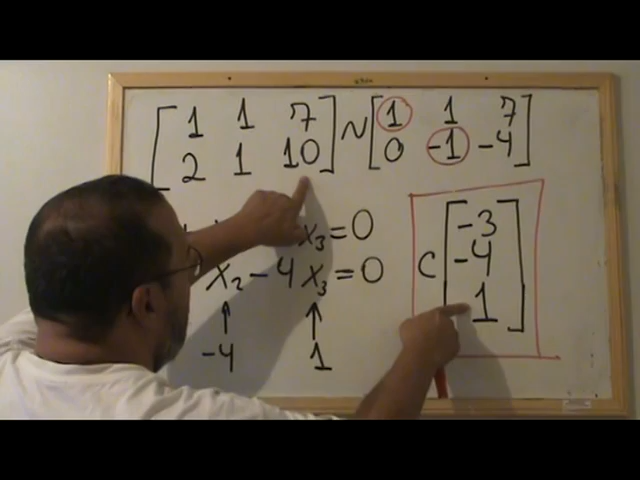 [1 1 7] ~ [1 1 7]
[2 1 10] [0 -1 -4]
x₃ = 0
x₂ - 4 x₃ = 0
↑ ↑
-4 1
c [-3
-4
1]